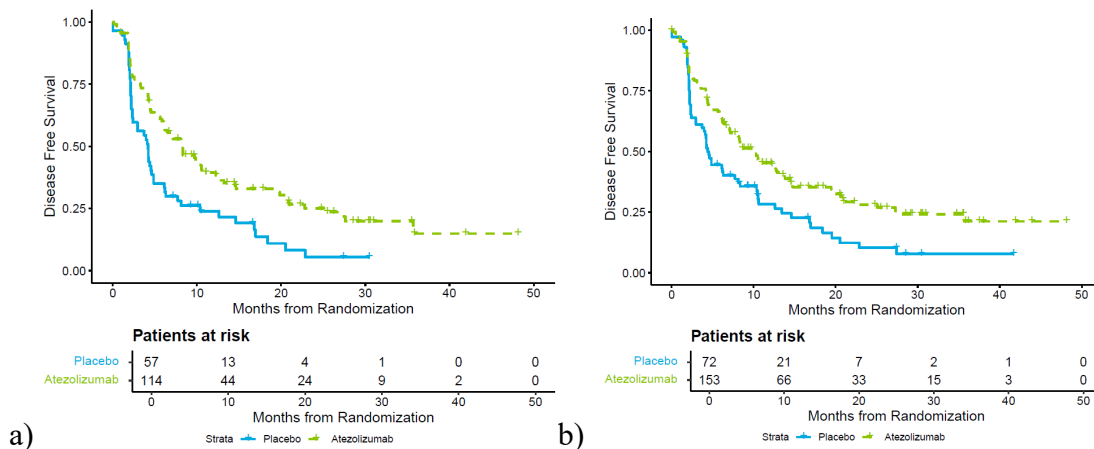 1.00
0.75
0.50
0.25
0.00
Disease Free Survival
0 10 20 30 40 50
Months from Randomization
Patients at risk
Placebo 57 13 4 1 0 0
Atezolizumab 114 44 24 9 2 0
0 10 20 30 40 50
Months from Randomization
Strata Placebo Atezolizumab
a)
1.00
0.75
0.50
0.25
0.00
Disease Free Survival
0 10 20 30 40 50
Months from Randomization
Patients at risk
Placebo 72 21 7 2 1 0
Atezolizumab 153 66 33 15 3 0
0 10 20 30 40 50
Months from Randomization
Strata Placebo Atezolizumab
b)